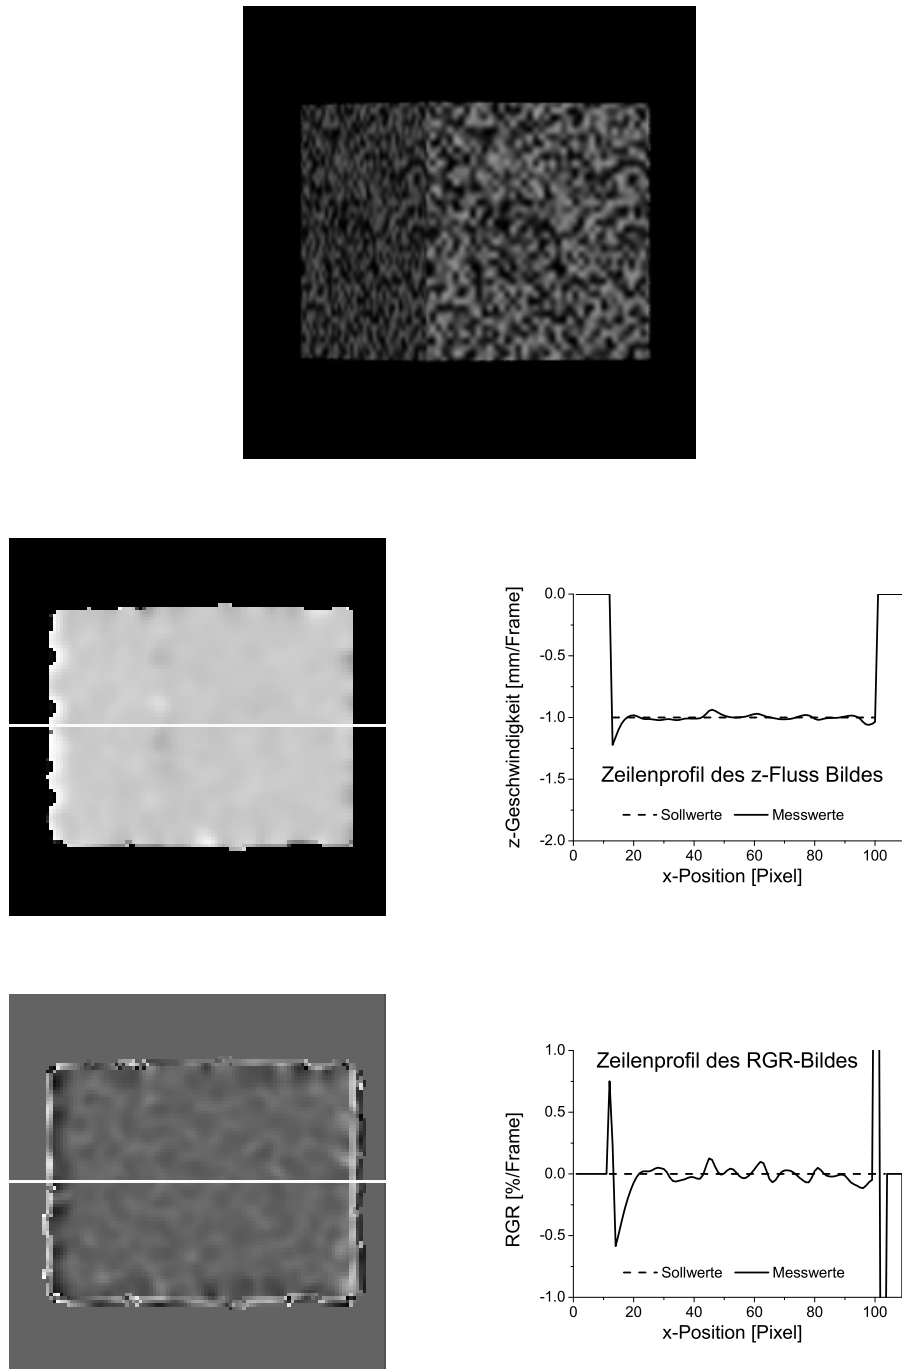 0.0
-0.5
-1.0
-1.5
-2.0
z-Geschwindigkeit [mm/Frame]
Zeilenprofil des z-Fluss Bildes
Sollwerte Messwerte
0 20 40 60 80 100
x-Position [Pixel]
1.0
0.5
0.0
-0.5
-1.0
RGR [%/Frame]
Zeilenprofil des RGR-Bildes
Sollwerte Messwerte
0 20 40 60 80 100
x-Position [Pixel]